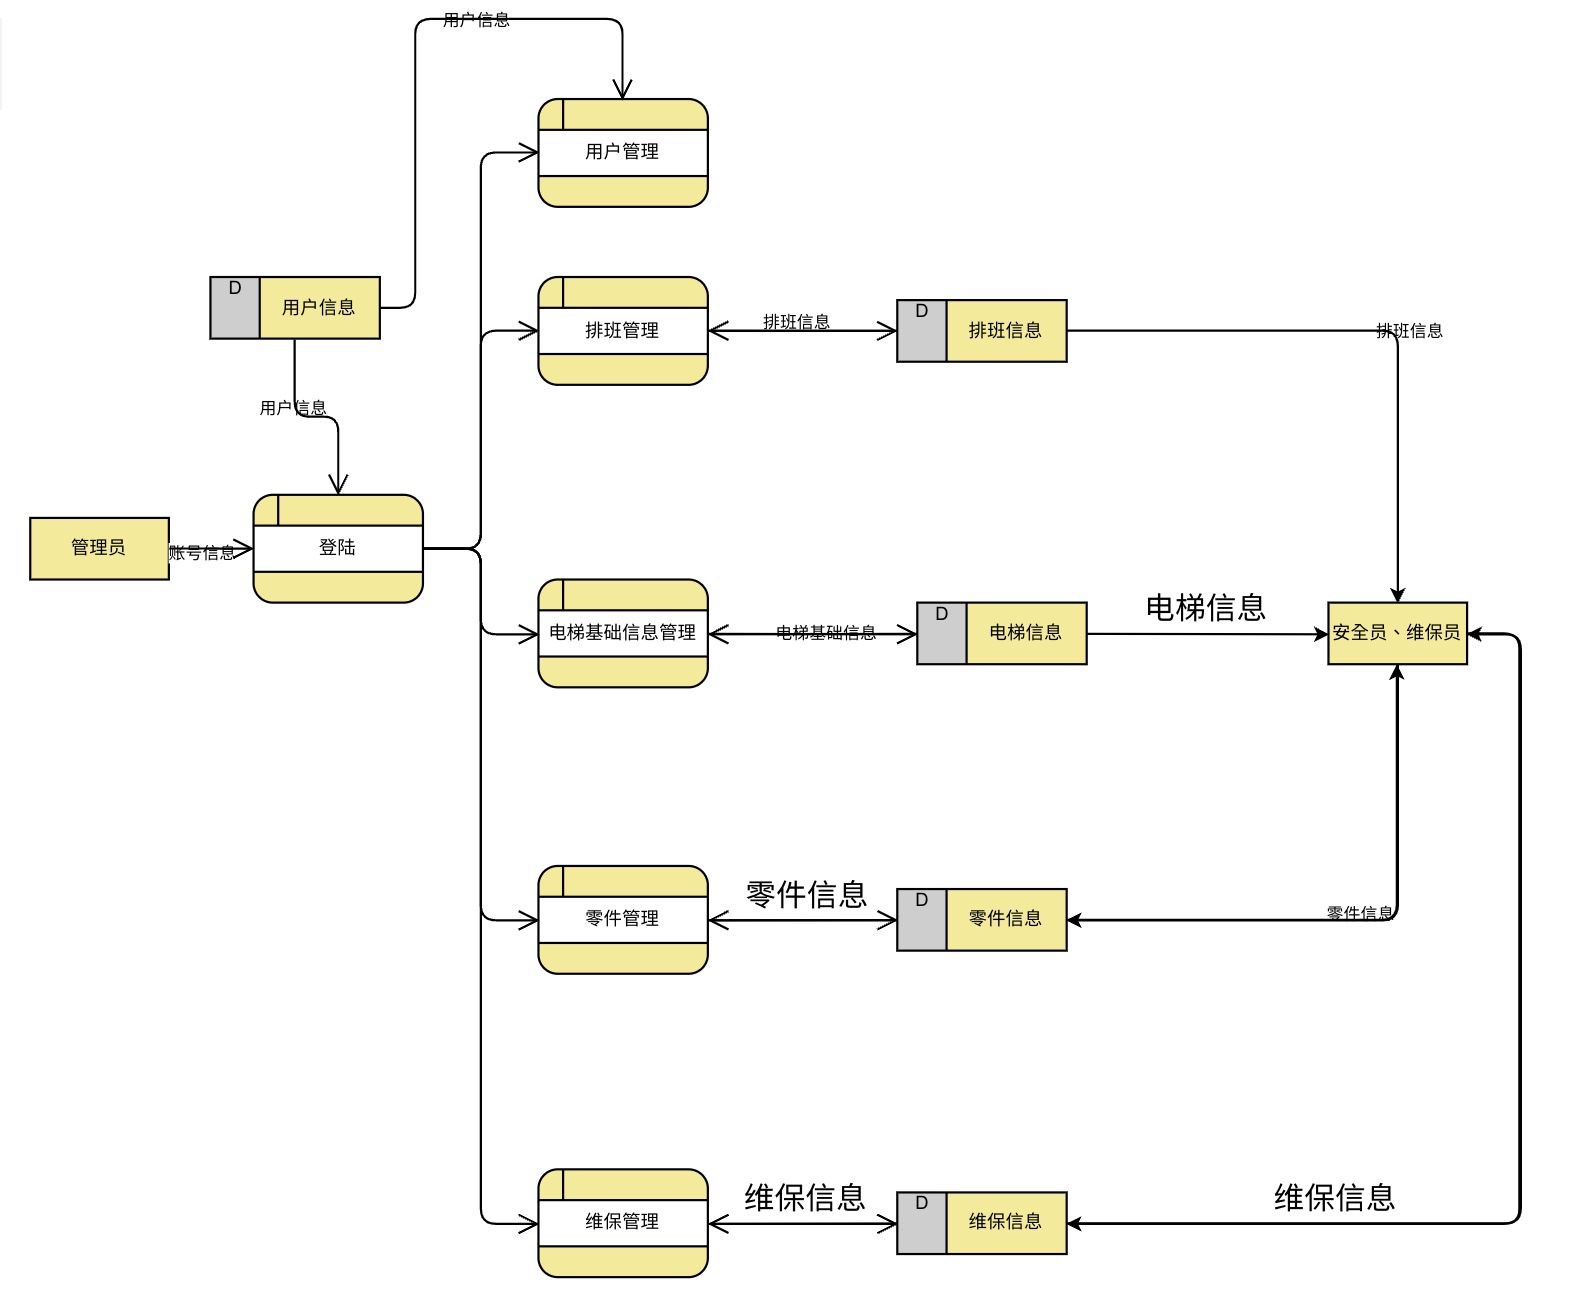 用户信息
用户管理
D
用户信息
排班管理
排班信息
D
排班信息
排班信息
用户信息
管理员
账号信息
登陆
电梯基础信息管理
电梯基础信息
D
电梯信息
电梯信息
安全员、维保员
零件管理
零件信息
D
零件信息
零件信息
维保管理
维保信息
D
维保信息
维保信息